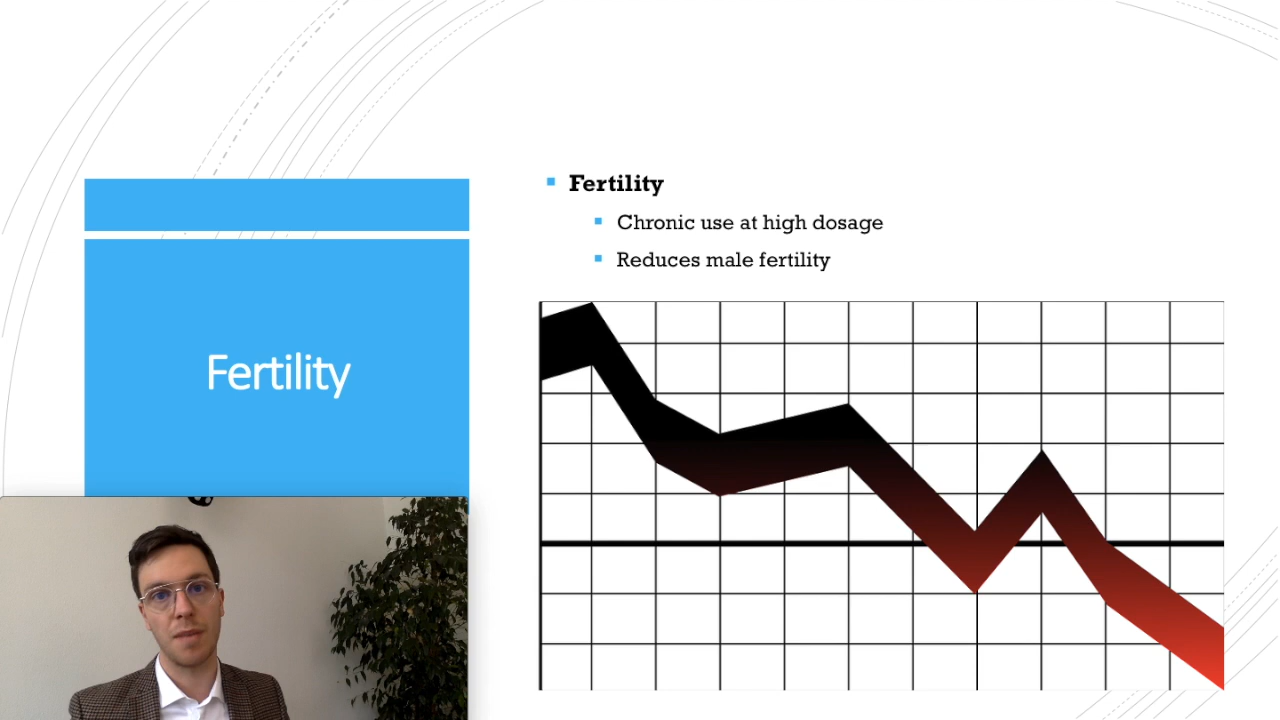 Fertility
Fertility
Chronic use at high dosage
Reduces male fertility